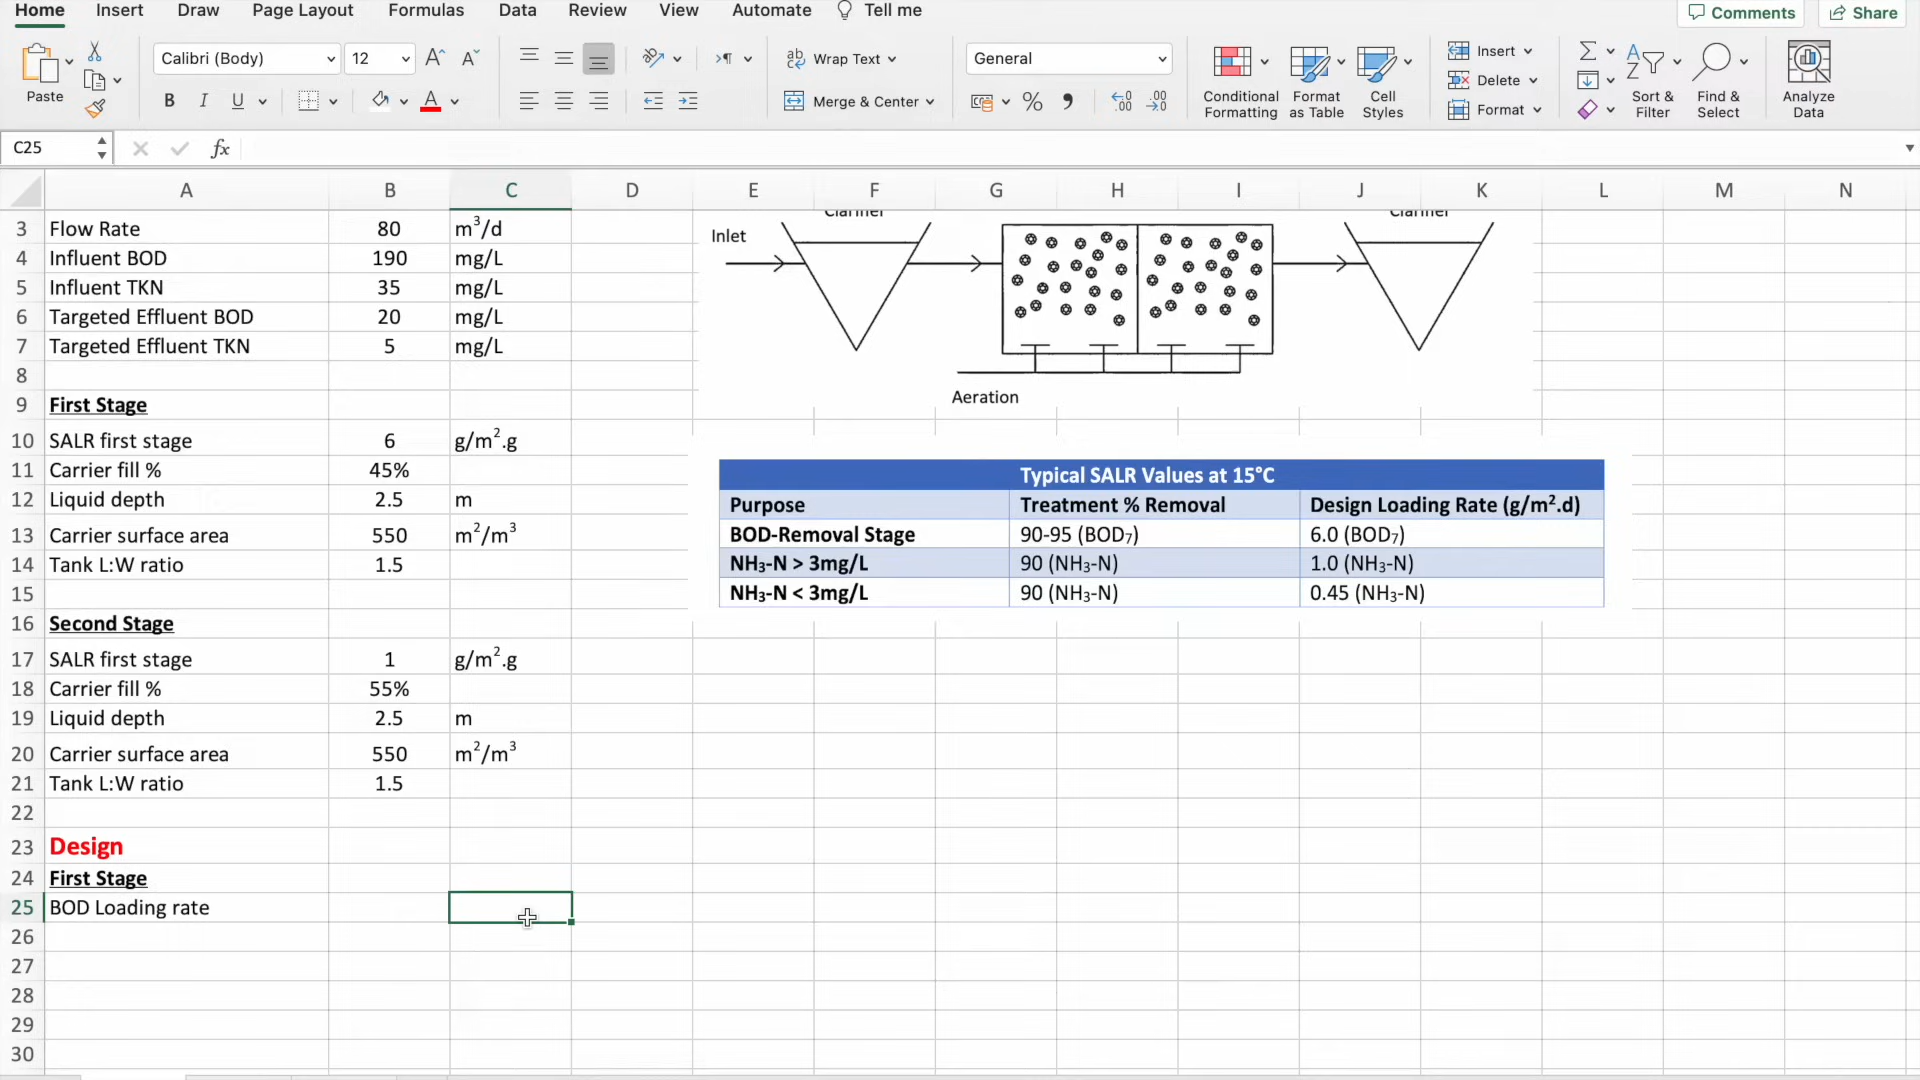 Home Insert Draw Page Layout Formulas Data Review View Automate Tell me Comments Share
Paste Calibri (Body) 12 B I U Wrap Text Merge & Center General Conditional Formatting Format as Table Cell Styles Insert Delete Format Sort & Filter Find & Select Analyze Data
C25 fx
A B C D E F G H I J K L M N
3 Flow Rate 80 m³/d
4 Influent BOD 190 mg/L
5 Influent TKN 35 mg/L
6 Targeted Effluent BOD 20 mg/L
7 Targeted Effluent TKN 5 mg/L
8
9 First Stage
10 SALR first stage 6 g/m².g
11 Carrier fill % 45%
12 Liquid depth 2.5 m
13 Carrier surface area 550 m²/m³
14 Tank L:W ratio 1.5
15
16 Second Stage
17 SALR first stage 1 g/m².g
18 Carrier fill % 55%
19 Liquid depth 2.5 m
20 Carrier surface area 550 m²/m³
21 Tank L:W ratio 1.5
22
23 Design
24 First Stage
25 BOD Loading rate
26
27
28
29
30
Clarifier Clarifier
Inlet
Aeration
Typical SALR Values at 15°C
Purpose Treatment % Removal Design Loading Rate (g/m².d)
BOD-Removal Stage 90-95 (BOD₇) 6.0 (BOD₇)
NH₃-N > 3mg/L 90 (NH₃-N) 1.0 (NH₃-N)
NH₃-N < 3mg/L 90 (NH₃-N) 0.45 (NH₃-N)